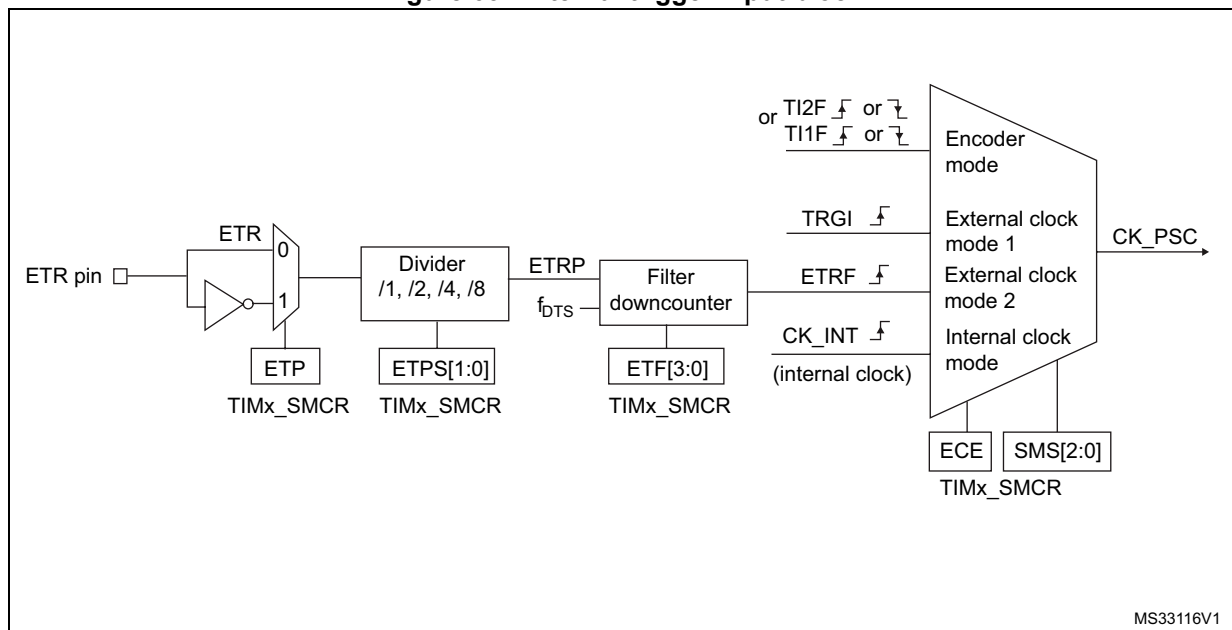 or TI2F or
TI1F or
Encoder
mode
TRGI
External clock
mode 1
CK_PSC
ETR
0
1
ETR pin
Divider
/1, /2, /4, /8
ETRP
fDTS
Filter
downcounter
ETRF
External clock
mode 2
CK_INT
(internal clock)
Internal clock
mode
ETP
TIMx_SMCR
ETPS[1:0]
TIMx_SMCR
ETF[3:0]
TIMx_SMCR
ECE
SMS[2:0]
TIMx_SMCR
MS33116V1